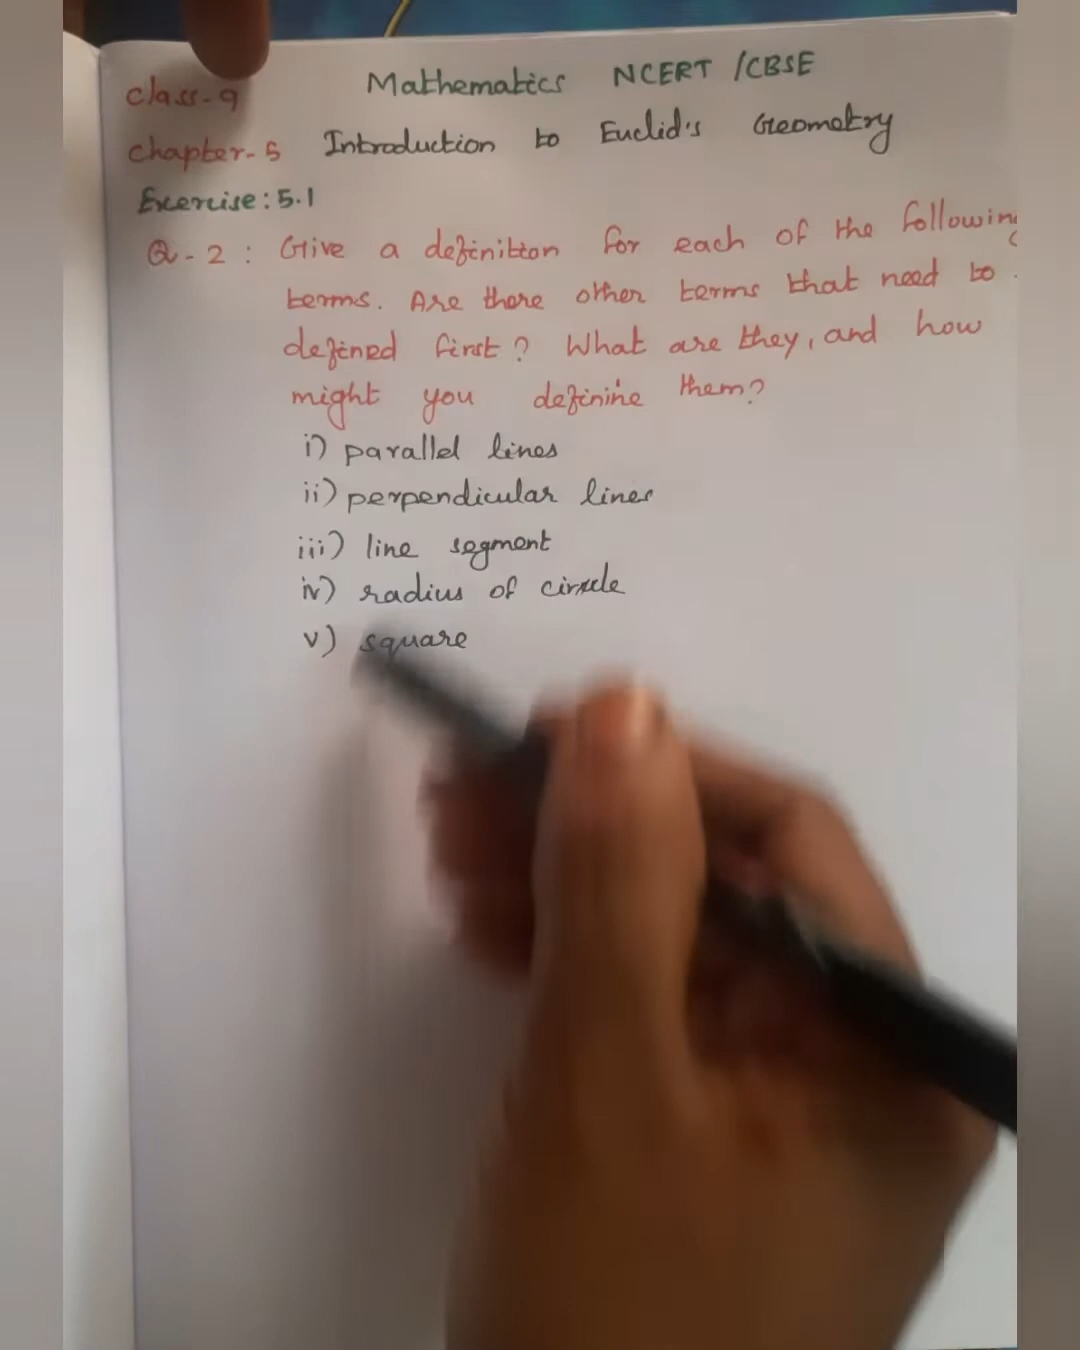 Mathematics NCERT /CBSE
class-9
chapter-5 Introduction to Euclid's Geometry
Exercise: 5.1
Q-2: Give a definition for each of the following
terms. Are there other terms that need to
defined first? What are they, and how
might you definine them?
i) parallel lines
ii) perpendicular lines
iii) line segment
iv) radius of circle
v) square